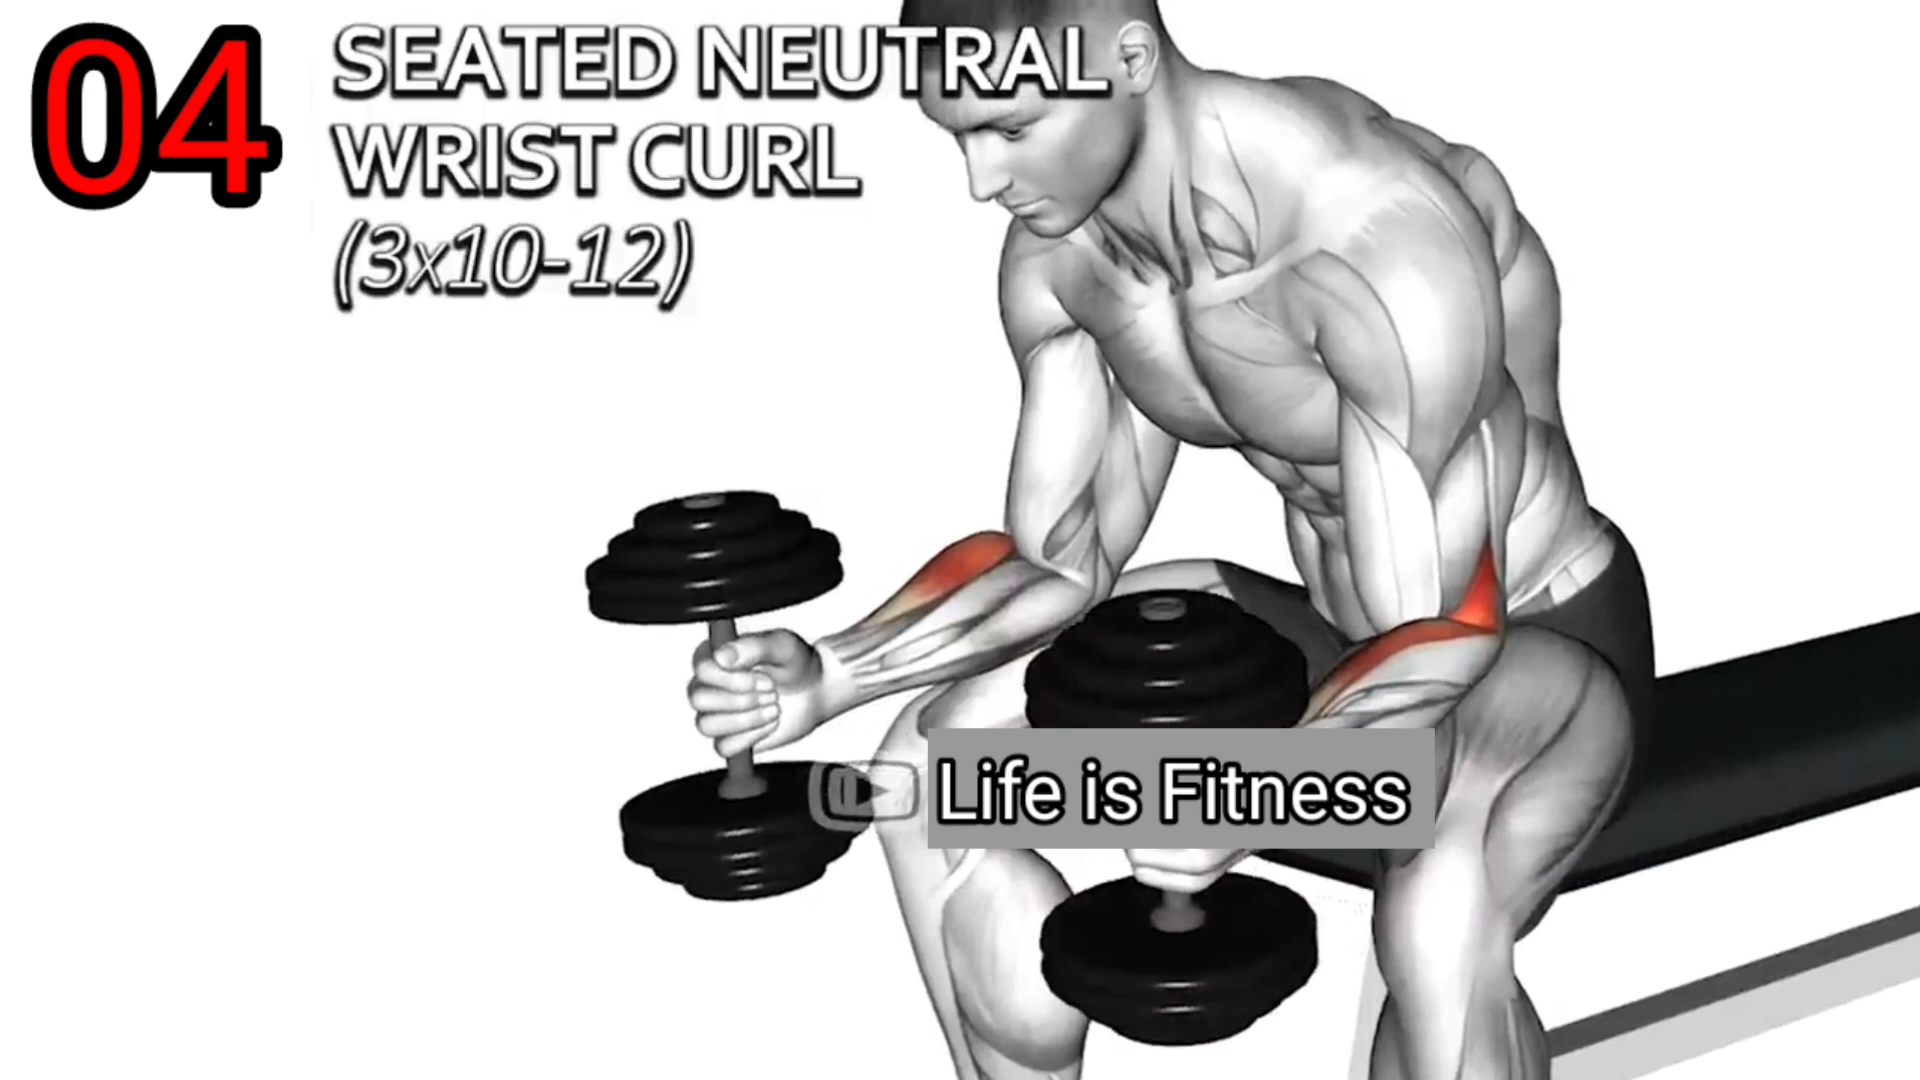 04
SEATED NEUTRAL
WRIST CURL
(3x10-12)
Life is Fitness